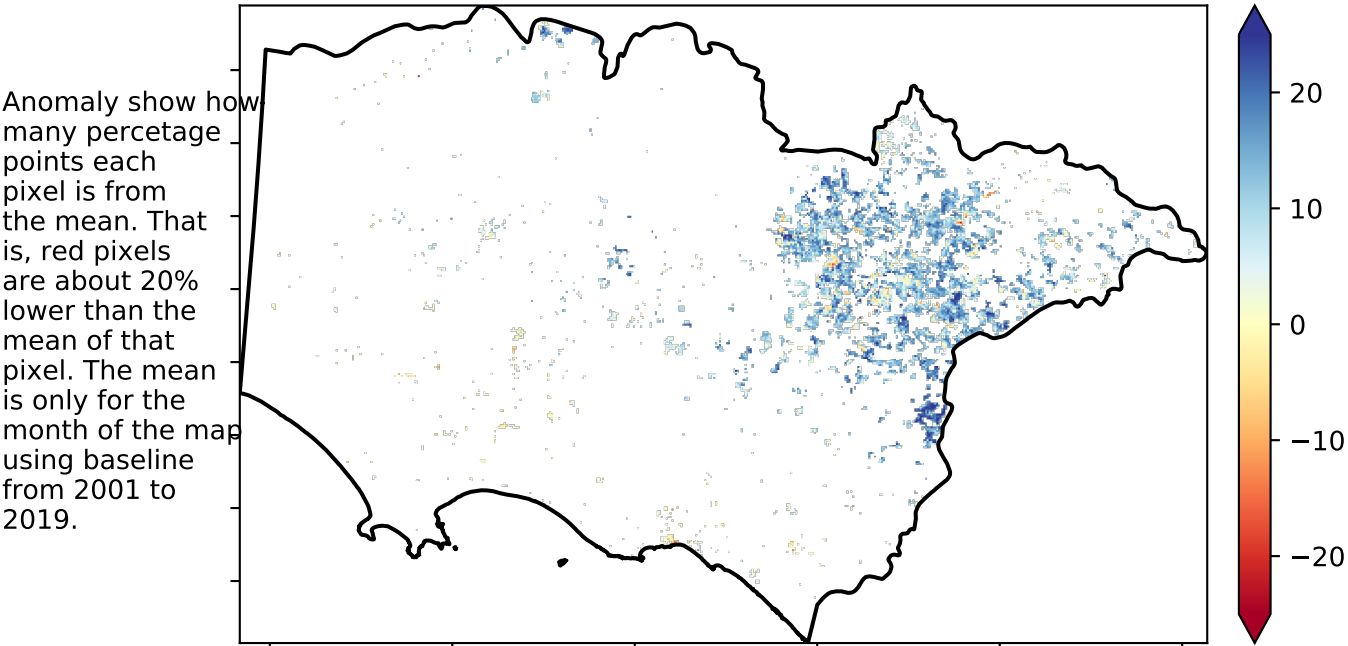 Anomaly show how
many percetage
points each
pixel is from
the mean. That
is, red pixels
are about 20%
lower than the
mean of that
pixel. The mean
is only for the
month of the map
using baseline
from 2001 to
2019.
20
10
0
−10
−20